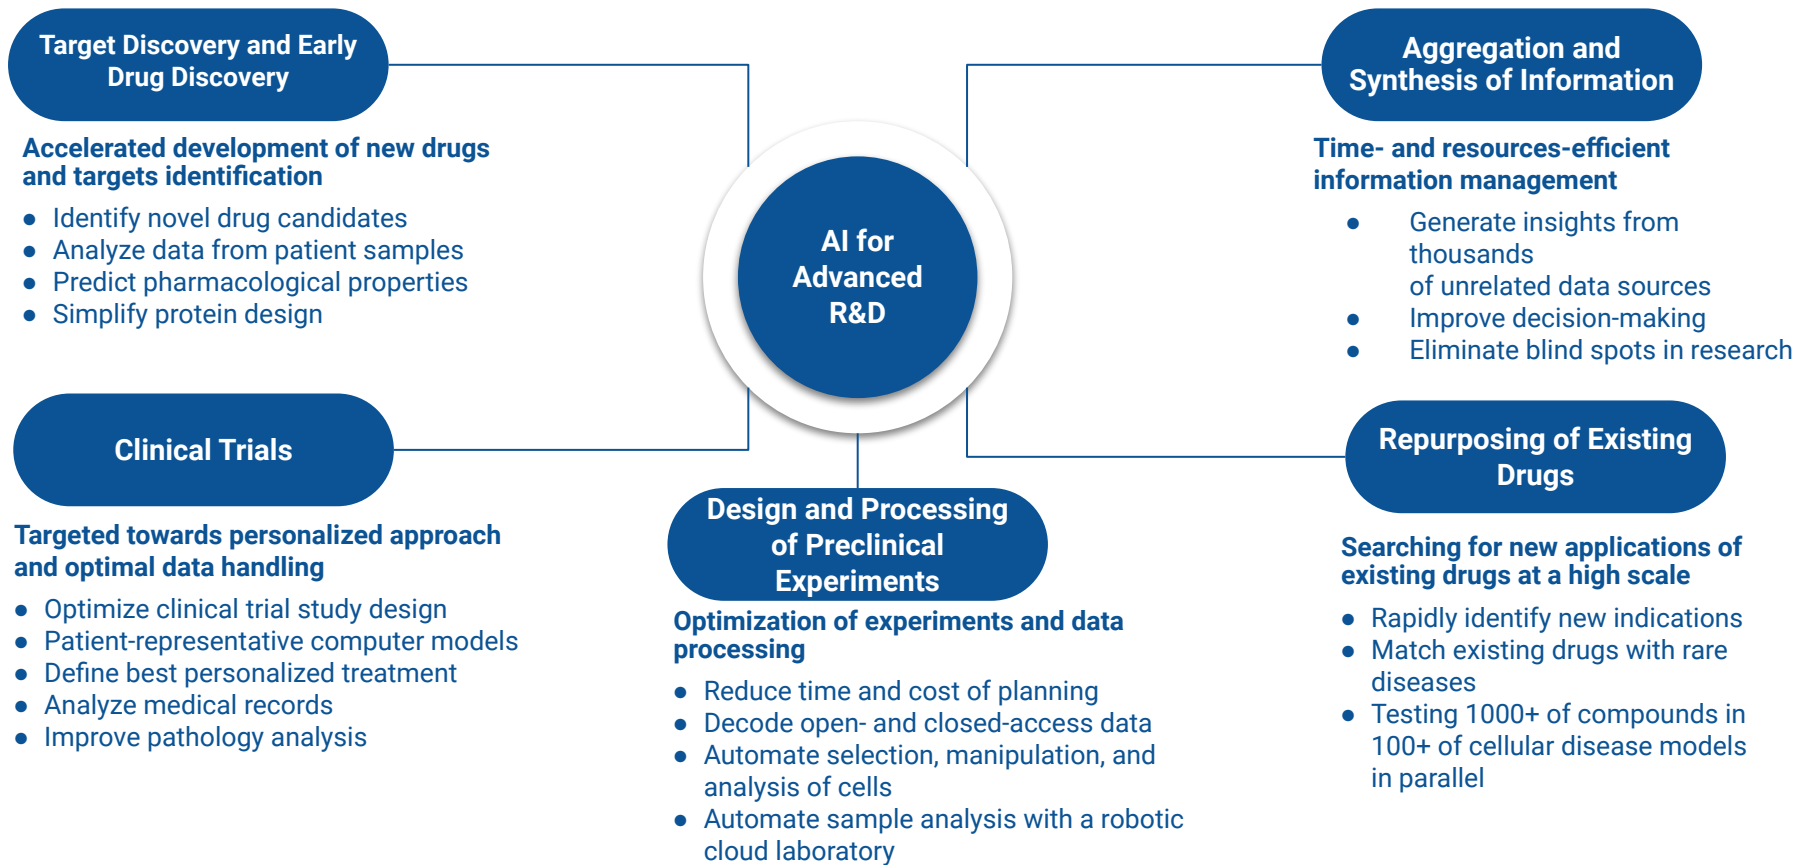 Target Discovery and Early
Drug Discovery
Accelerated development of new drugs
and targets identification
● Identify novel drug candidates
● Analyze data from patient samples
● Predict pharmacological properties
● Simplify protein design
Aggregation and
Synthesis of Information
Time- and resources-efficient
information management
● Generate insights from
thousands
of unrelated data sources
● Improve decision-making
● Eliminate blind spots in research
AI for
Advanced
R&D
Clinical Trials
Targeted towards personalized approach
and optimal data handling
● Optimize clinical trial study design
● Patient-representative computer models
● Define best personalized treatment
● Analyze medical records
● Improve pathology analysis
Design and Processing
of Preclinical
Experiments
Optimization of experiments and data
processing
● Reduce time and cost of planning
● Decode open- and closed-access data
● Automate selection, manipulation, and
analysis of cells
● Automate sample analysis with a robotic
cloud laboratory
Repurposing of Existing
Drugs
Searching for new applications of
existing drugs at a high scale
● Rapidly identify new indications
● Match existing drugs with rare
diseases
● Testing 1000+ of compounds in
100+ of cellular disease models
in parallel